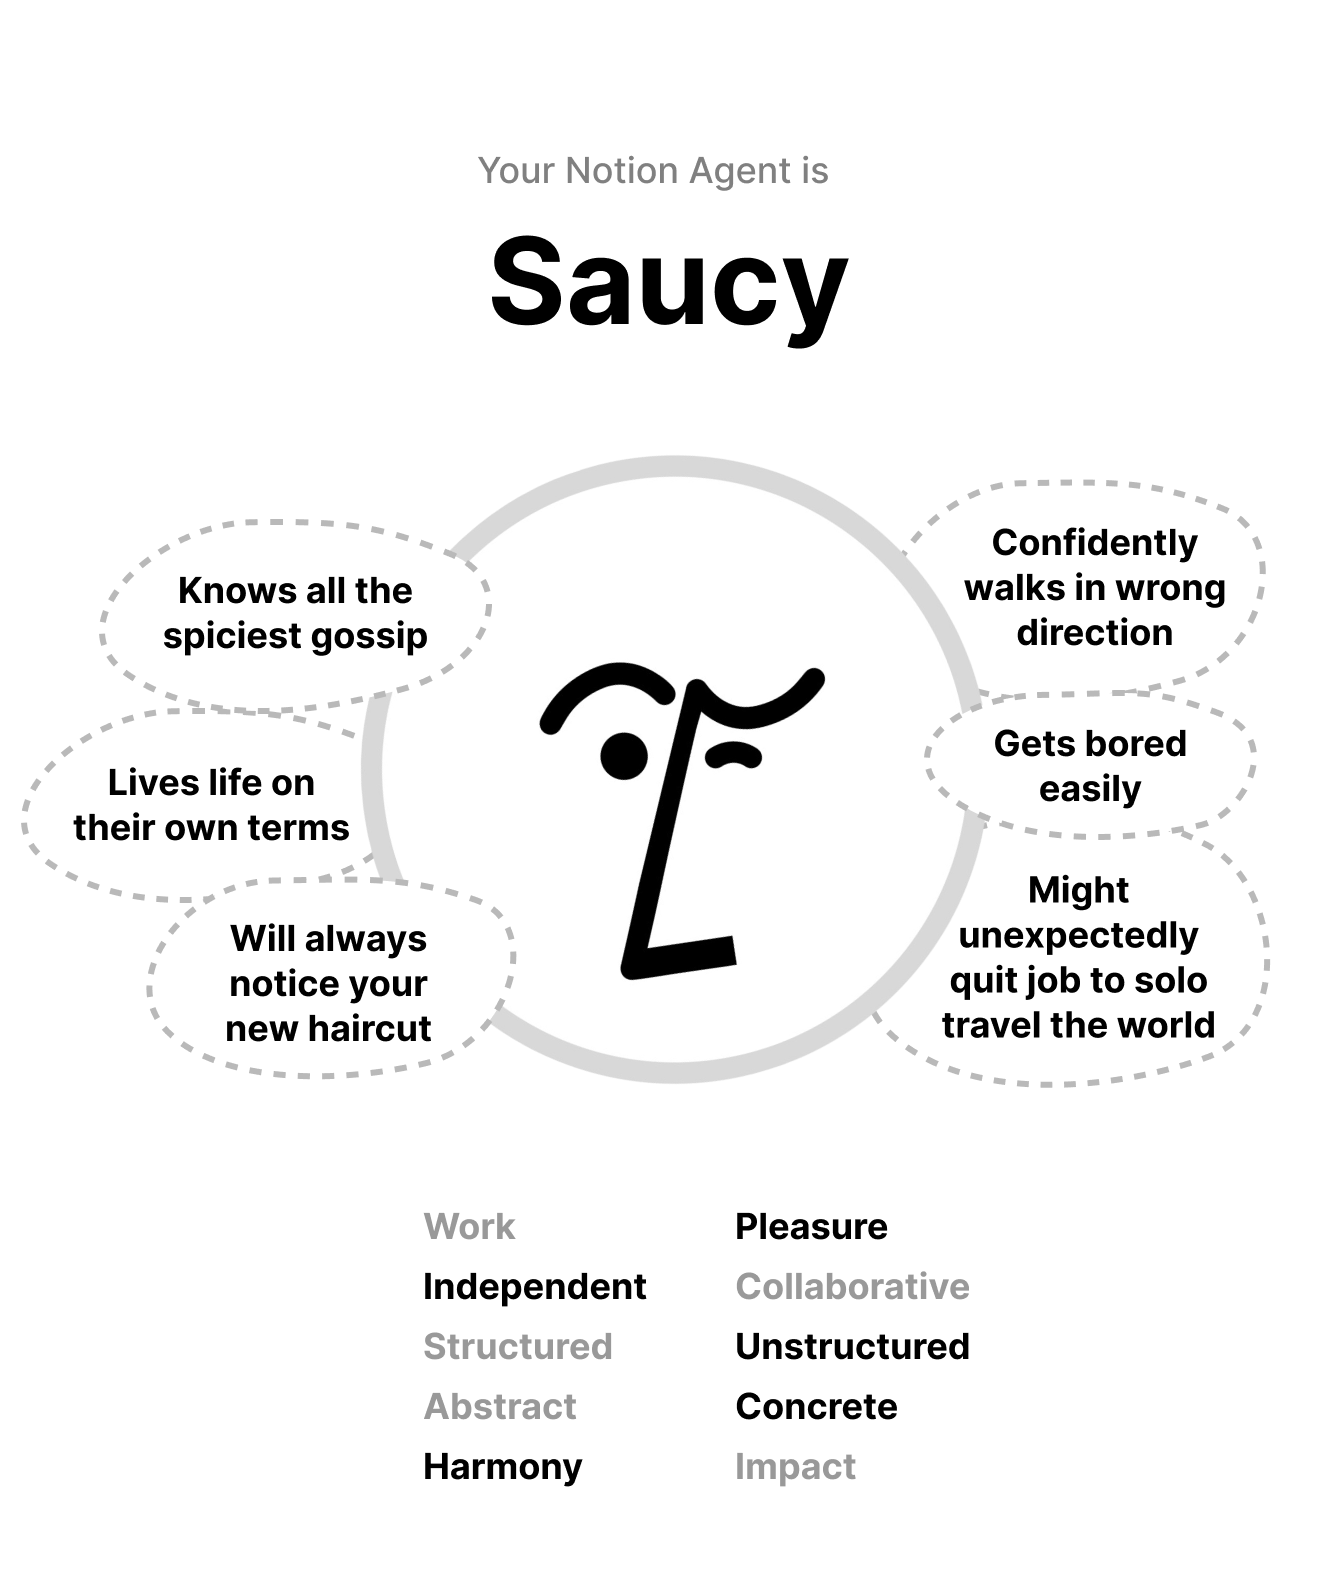 Your Notion Agent is
Saucy
Knows all the
spiciest gossip
Lives life on
their own terms
Will always
notice your
new haircut
Confidently
walks in wrong
direction
Gets bored
easily
Might
unexpectedly
quit job to solo
travel the world
Work Pleasure
Independent Collaborative
Structured Unstructured
Abstract Concrete
Harmony Impact